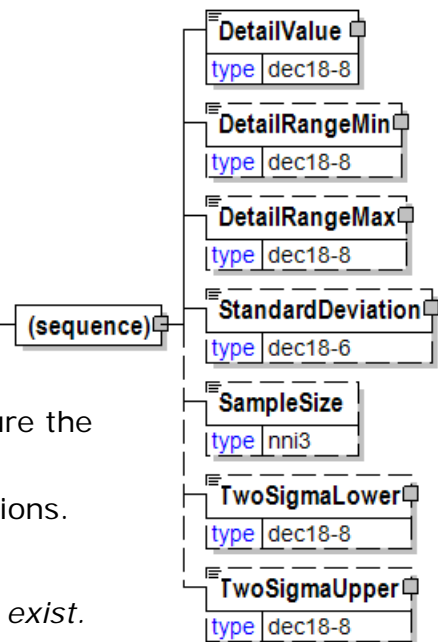 DetailValue
type dec18-8
DetailRangeMin
type dec18-8
DetailRangeMax
type dec18-8
(sequence)
StandardDeviation
type dec18-6
ure the
SampleSize
type nni3
ions.
TwoSigmaLower
type dec18-8
exist.
TwoSigmaUpper
type dec18-8